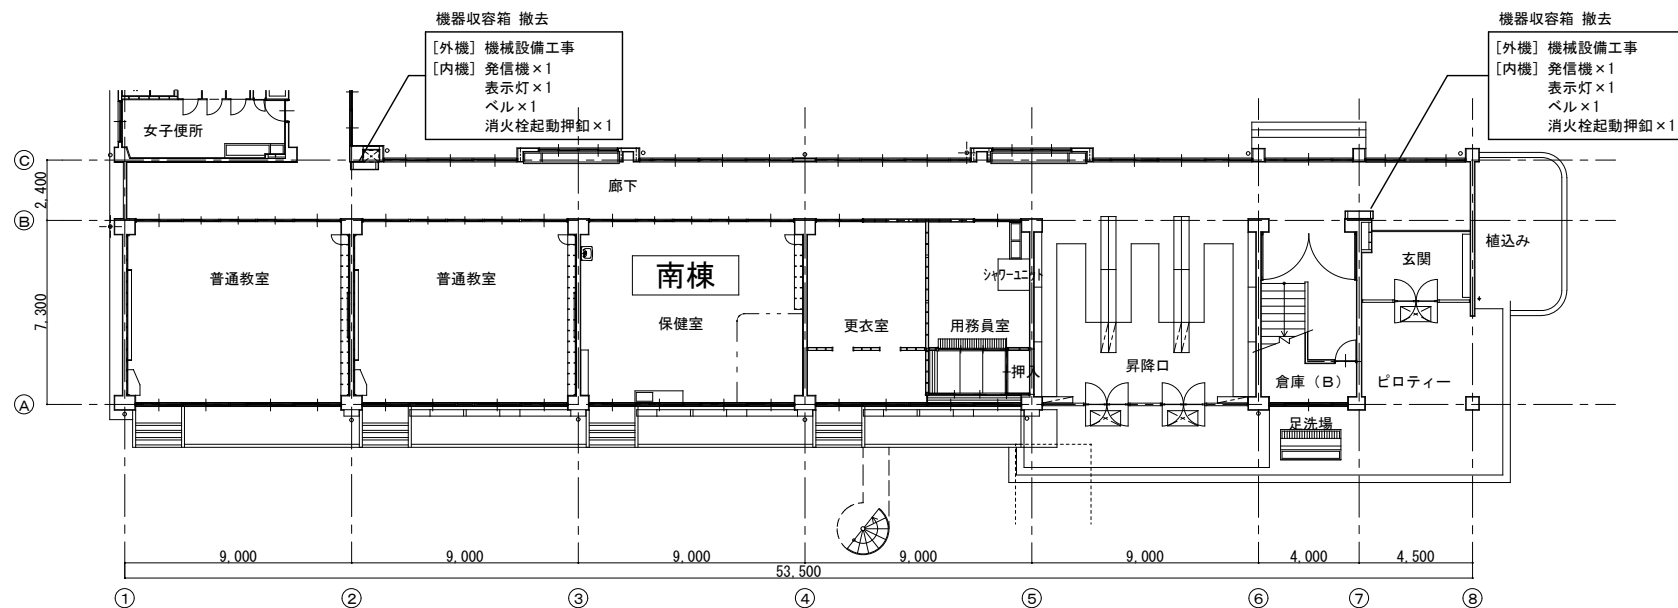 機器収容箱 撤去
[外機] 機械設備工事
[内機] 発信機×1
表示灯×1
ベル×1
消火栓起動押釦×1
機器収容箱 撤去
[外機] 機械設備工事
[内機] 発信機×1
表示灯×1
ベル×1
消火栓起動押釦×1
女子便所
Ⓒ
廊下
2,400
Ⓑ
植込み
玄関
普通教室
普通教室
南棟
シャワーユニット
7,300
保健室
更衣室
用務員室
昇降口
押入
倉庫(B)
ピロティー
Ⓐ
足洗場
9,000
9,000
9,000
9,000
9,000
4,000
4,500
53,500
① ② ③ ④ ⑤ ⑥ ⑦ ⑧